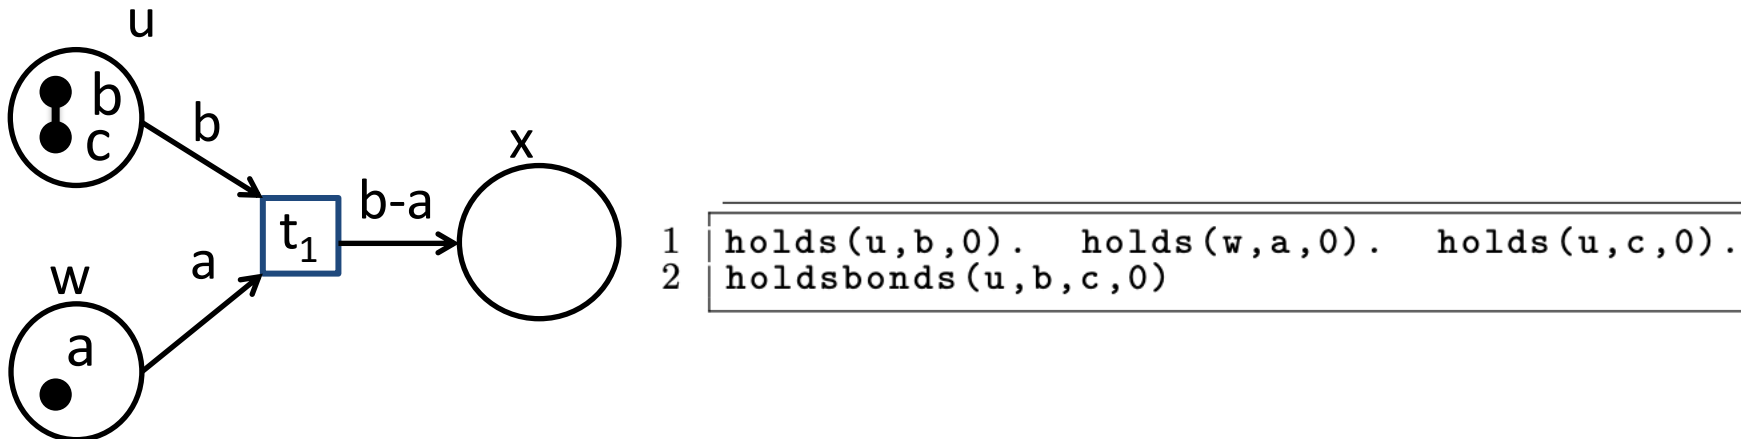 u
b
c
b
x
b-a
t1
a
w
a
1 holds(u,b,0). holds(w,a,0). holds(u,c,0).
2 holdsbonds(u,b,c,0)